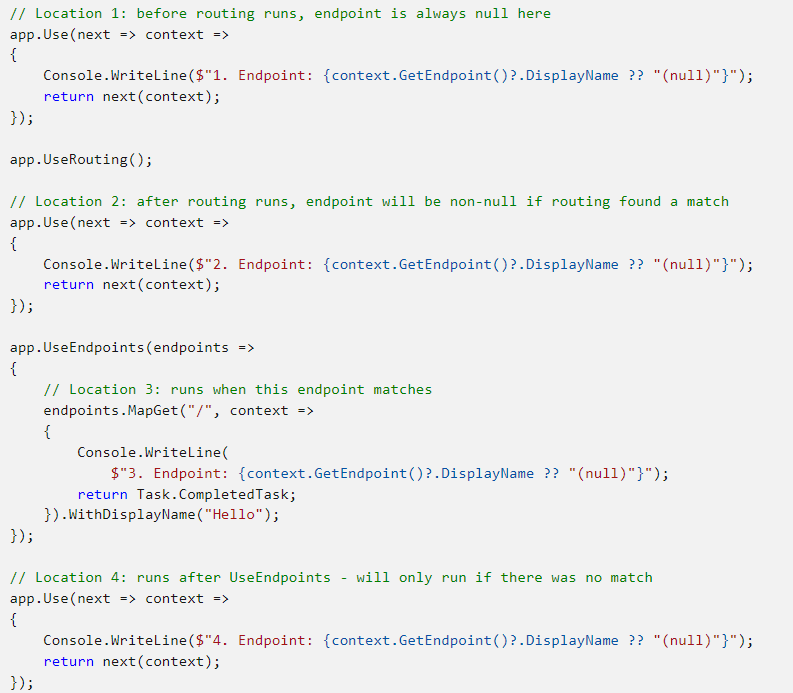 // Location 1: before routing runs, endpoint is always null here
app.Use(next => context =>
{
    Console.WriteLine($"1. Endpoint: {context.GetEndpoint()?.DisplayName ?? "(null)"}");
    return next(context);
});

app.UseRouting();

// Location 2: after routing runs, endpoint will be non-null if routing found a match
app.Use(next => context =>
{
    Console.WriteLine($"2. Endpoint: {context.GetEndpoint()?.DisplayName ?? "(null)"}");
    return next(context);
});

app.UseEndpoints(endpoints =>
{
    // Location 3: runs when this endpoint matches
    endpoints.MapGet("/", context =>
    {
        Console.WriteLine(
            $"3. Endpoint: {context.GetEndpoint()?.DisplayName ?? "(null)"}");
        return Task.CompletedTask;
    }).WithDisplayName("Hello");
});

// Location 4: runs after UseEndpoints - will only run if there was no match
app.Use(next => context =>
{
    Console.WriteLine($"4. Endpoint: {context.GetEndpoint()?.DisplayName ?? "(null)"}");
    return next(context);
});